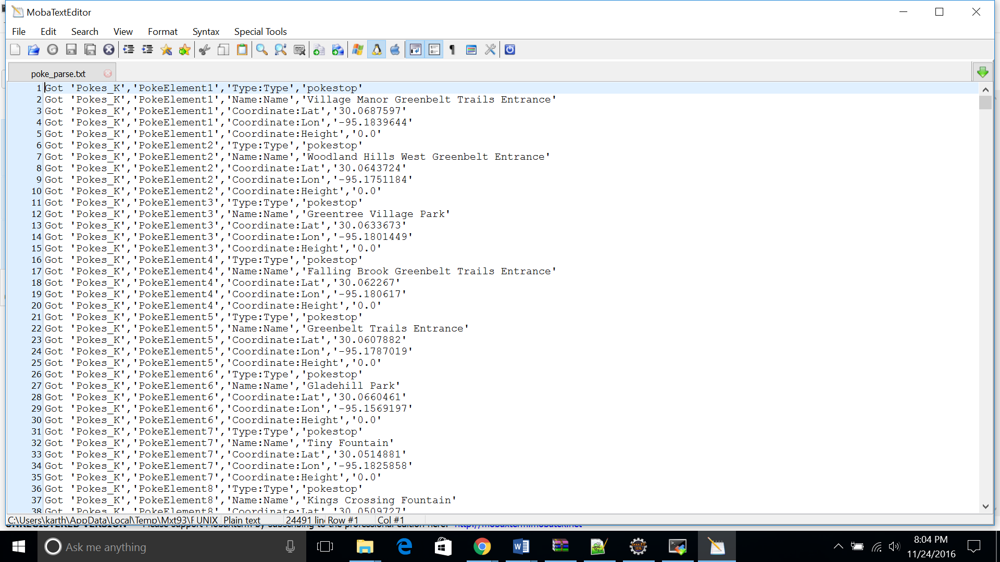 MobaTextEditor
File Edit Search View Format Syntax Special Tools
poke_parse.txt
1 Got 'Pokes_K','PokeElement1','Type:Type','pokestop'
2 Got 'Pokes_K','PokeElement1','Name:Name','Village Manor Greenbelt Trails Entrance'
3 Got 'Pokes_K','PokeElement1','Coordinate:Lat','30.0687597'
4 Got 'Pokes_K','PokeElement1','Coordinate:Lon','-95.1839644'
5 Got 'Pokes_K','PokeElement1','Coordinate:Height','0.0'
6 Got 'Pokes_K','PokeElement2','Type:Type','pokestop'
7 Got 'Pokes_K','PokeElement2','Name:Name','Woodland Hills West Greenbelt Entrance'
8 Got 'Pokes_K','PokeElement2','Coordinate:Lat','30.0643724'
9 Got 'Pokes_K','PokeElement2','Coordinate:Lon','-95.1751184'
10 Got 'Pokes_K','PokeElement2','Coordinate:Height','0.0'
11 Got 'Pokes_K','PokeElement3','Type:Type','pokestop'
12 Got 'Pokes_K','PokeElement3','Name:Name','Greentree Village Park'
13 Got 'Pokes_K','PokeElement3','Coordinate:Lat','30.0633673'
14 Got 'Pokes_K','PokeElement3','Coordinate:Lon','-95.1801449'
15 Got 'Pokes_K','PokeElement3','Coordinate:Height','0.0'
16 Got 'Pokes_K','PokeElement4','Type:Type','pokestop'
17 Got 'Pokes_K','PokeElement4','Name:Name','Falling Brook Greenbelt Trails Entrance'
18 Got 'Pokes_K','PokeElement4','Coordinate:Lat','30.062267'
19 Got 'Pokes_K','PokeElement4','Coordinate:Lon','-95.180617'
20 Got 'Pokes_K','PokeElement4','Coordinate:Height','0.0'
21 Got 'Pokes_K','PokeElement5','Type:Type','pokestop'
22 Got 'Pokes_K','PokeElement5','Name:Name','Greenbelt Trails Entrance'
23 Got 'Pokes_K','PokeElement5','Coordinate:Lat','30.0607882'
24 Got 'Pokes_K','PokeElement5','Coordinate:Lon','-95.1787019'
25 Got 'Pokes_K','PokeElement5','Coordinate:Height','0.0'
26 Got 'Pokes_K','PokeElement6','Type:Type','pokestop'
27 Got 'Pokes_K','PokeElement6','Name:Name','Gladehill Park'
28 Got 'Pokes_K','PokeElement6','Coordinate:Lat','30.0660461'
29 Got 'Pokes_K','PokeElement6','Coordinate:Lon','-95.1569197'
30 Got 'Pokes_K','PokeElement6','Coordinate:Height','0.0'
31 Got 'Pokes_K','PokeElement7','Type:Type','pokestop'
32 Got 'Pokes_K','PokeElement7','Name:Name','Tiny Fountain'
33 Got 'Pokes_K','PokeElement7','Coordinate:Lat','30.0514881'
34 Got 'Pokes_K','PokeElement7','Coordinate:Lon','-95.1825858'
35 Got 'Pokes_K','PokeElement7','Coordinate:Height','0.0'
36 Got 'Pokes_K','PokeElement8','Type:Type','pokestop'
37 Got 'Pokes_K','PokeElement8','Name:Name','Kings Crossing Fountain'
38 Got 'Pokes_K','PokeElement8','Coordinate:Lat','30.0509727'
C:\Users\karth\AppData\Local\Temp\Mxt93\F UNIX Plain text 24491 lin Row #1 Col #1
UNREGISTERED VERSION - Please support MobaXterm by subscribing to the professional edition here: http://mobaxterm.mobatek.net
Ask me anything
8:04 PM
11/24/2016